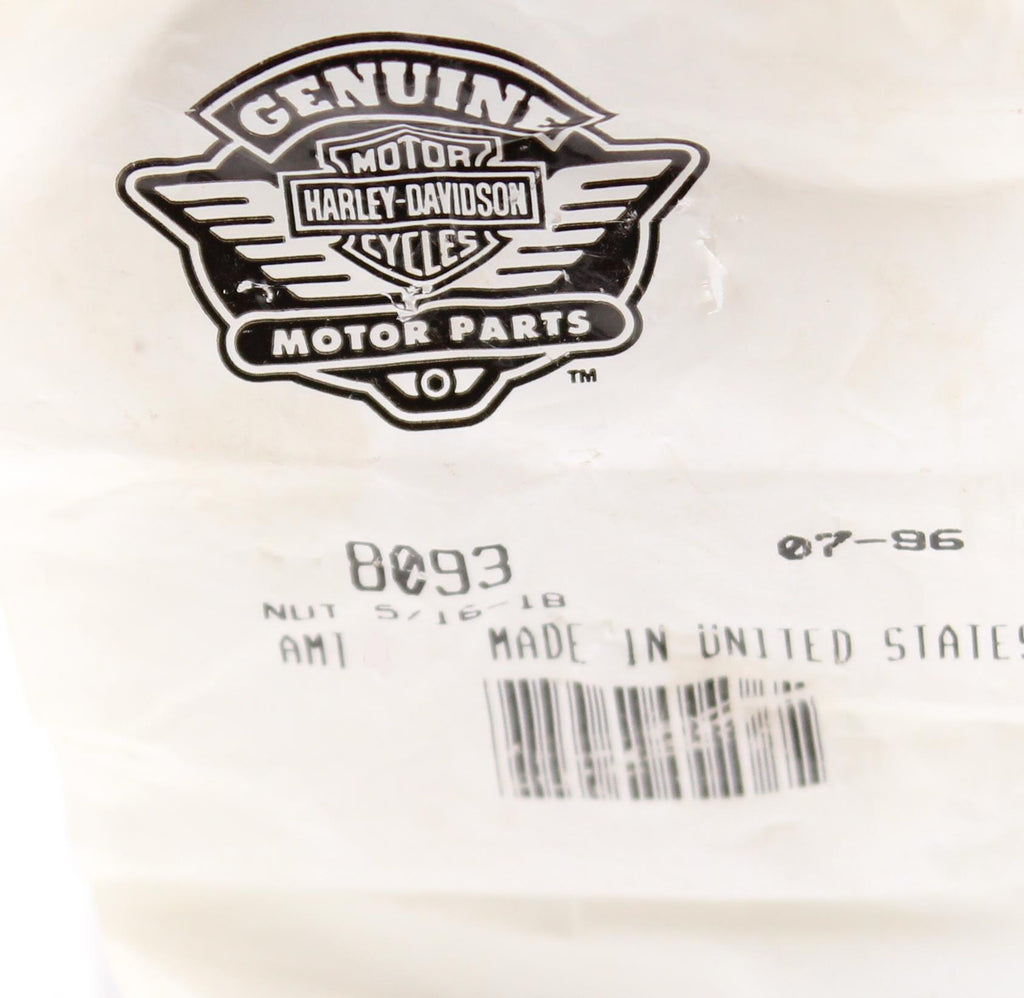 GENUINE
MOTOR
HARLEY-DAVIDSON
CYCLES
MOTOR PARTS
TM
8093
07-96
NUT 5/16-18
AMI
MADE IN UNITED STATES